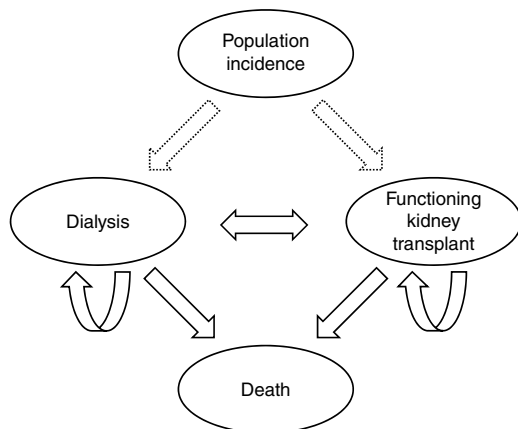 Population
incidence
Dialysis
Functioning
kidney
transplant
Death